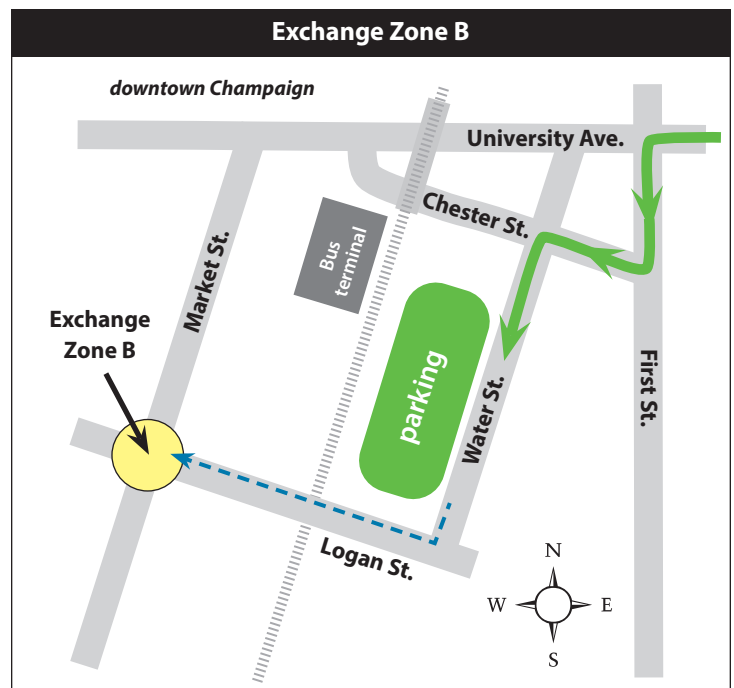 Exchange Zone B
downtown Champaign
University Ave.
Chester St.
Market St.
Bus
terminal
Exchange
Zone B
parking
Water St.
First St.
Logan St.
N
W
E
S